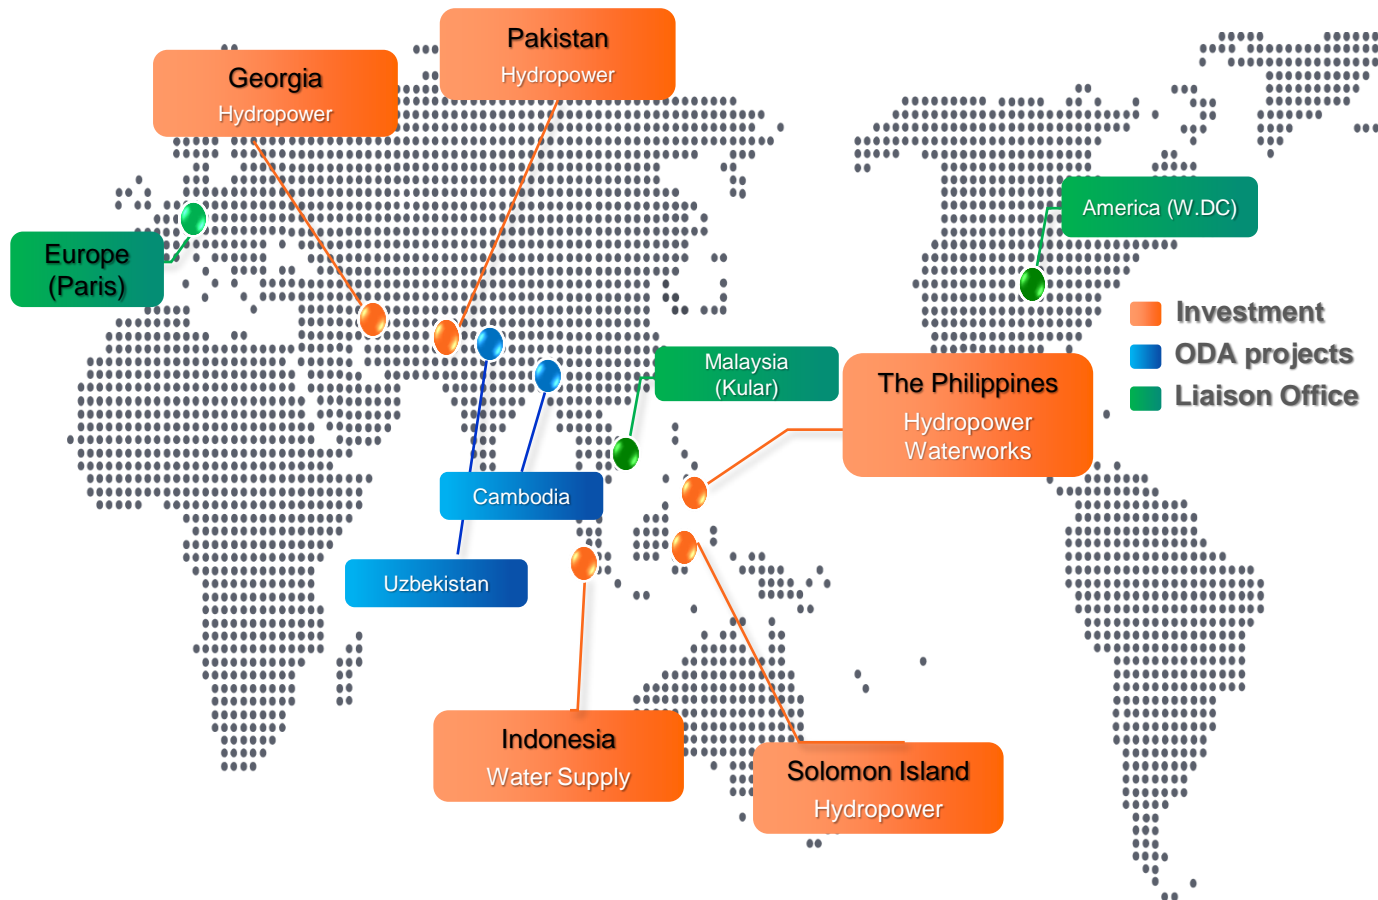 Pakistan
Hydropower
Georgia
Hydropower
America (W.DC)
Europe
(Paris)
Investment
ODA projects
Liaison Office
Malaysia
(Kular)
The Philippines
Hydropower
Waterworks
Cambodia
Uzbekistan
Indonesia
Water Supply
Solomon Island
Hydropower